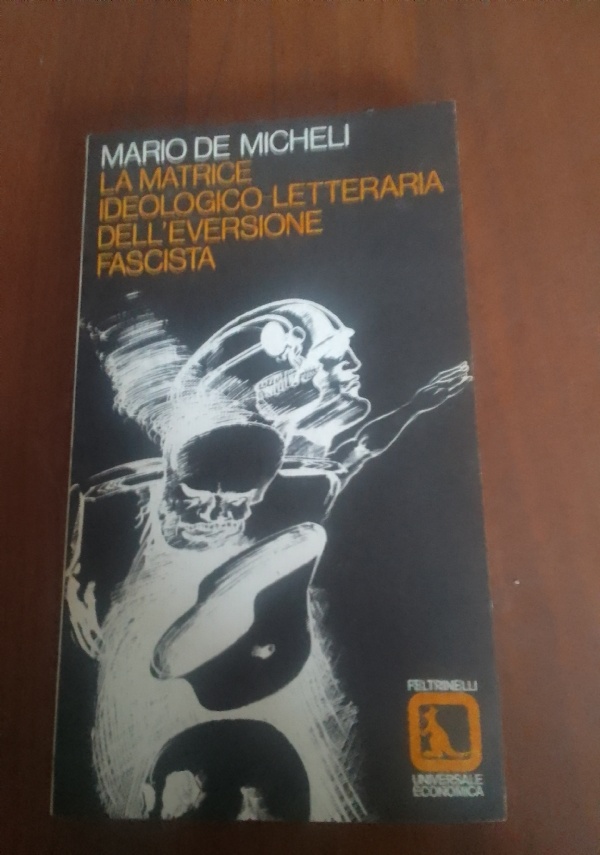 MARIO DE MICHELI
LA MATRICE
IDEOLOGICO-LETTERARIA
DELL'EVERSIONE
FASCISTA
FELTRINELLI
UNIVERSALE
ECONOMICA